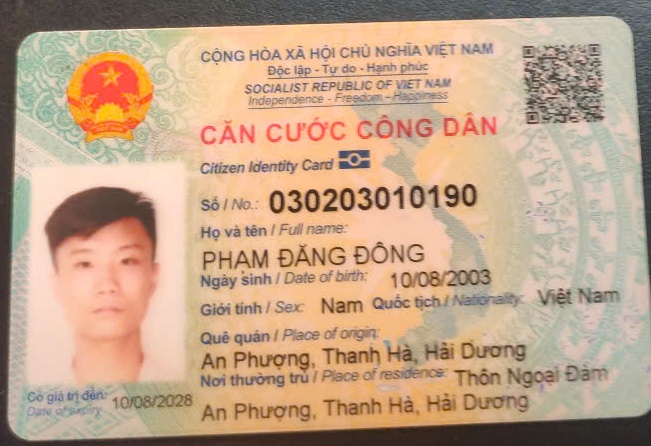 CỘNG HÒA XÃ HỘI CHỦ NGHĨA VIỆT NAM
Độc lập - Tự do - Hạnh phúc
SOCIALIST REPUBLIC OF VIET NAM
Independence - Freedom - Happiness
CĂN CƯỚC CÔNG DÂN
Citizen Identity Card
Số / No.: 030203010190
Họ và tên / Full name:
PHẠM ĐĂNG ĐÔNG
Ngày sinh / Date of birth: 10/08/2003
Giới tính / Sex: Nam Quốc tịch / Nationality: Việt Nam
Quê quán / Place of origin:
An Phượng, Thanh Hà, Hải Dương
Nơi thường trú / Place of residence: Thôn Ngoại Đàm
An Phượng, Thanh Hà, Hải Dương
Có giá trị đến: 10/08/2028
Date of expiry